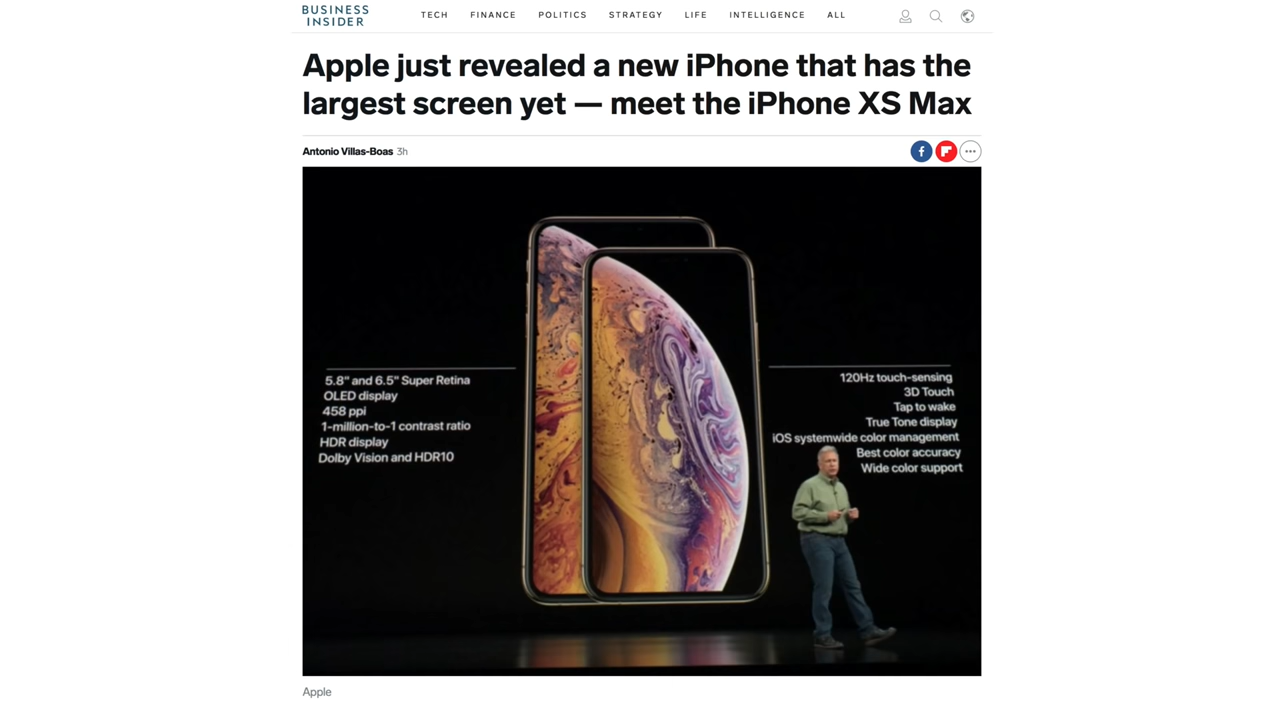 BUSINESS
INSIDER
TECH
FINANCE
POLITICS
STRATEGY
LIFE
INTELLIGENCE
ALL
Apple just revealed a new iPhone that has the
largest screen yet — meet the iPhone XS Max
Antonio Villas-Boas 3h
5.8" and 6.5" Super Retina
OLED display
458 ppi
1-million-to-1 contrast ratio
HDR display
Dolby Vision and HDR10
120Hz touch-sensing
3D Touch
Tap to wake
True Tone display
iOS systemwide color management
Best color accuracy
Wide color support
Apple